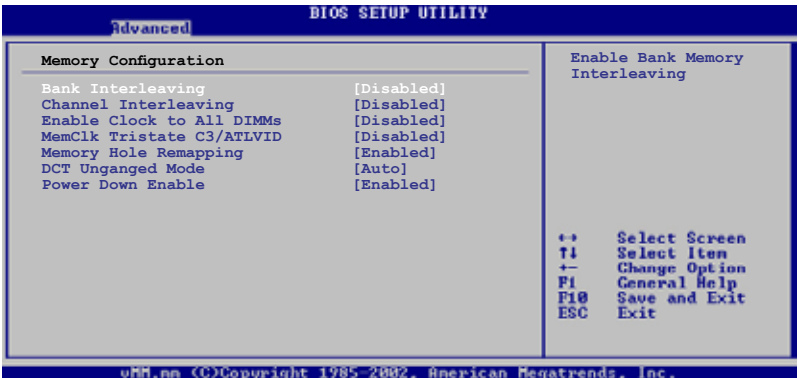 BIOS SETUP UTILITY
Advanced
Memory Configuration
Bank Interleaving [Disabled]
Channel Interleaving [Disabled]
Enable Clock to All DIMMs [Disabled]
MemClk Tristate C3/ATLVID [Disabled]
Memory Hole Remapping [Enabled]
DCT Unganged Mode [Auto]
Power Down Enable [Enabled]
Enable Bank Memory
Interleaving
←→ Select Screen
↑↓ Select Item
+- Change Option
F1 General Help
F10 Save and Exit
ESC Exit
vMM.mm (C)Copyright 1985-2002, American Megatrends, Inc.